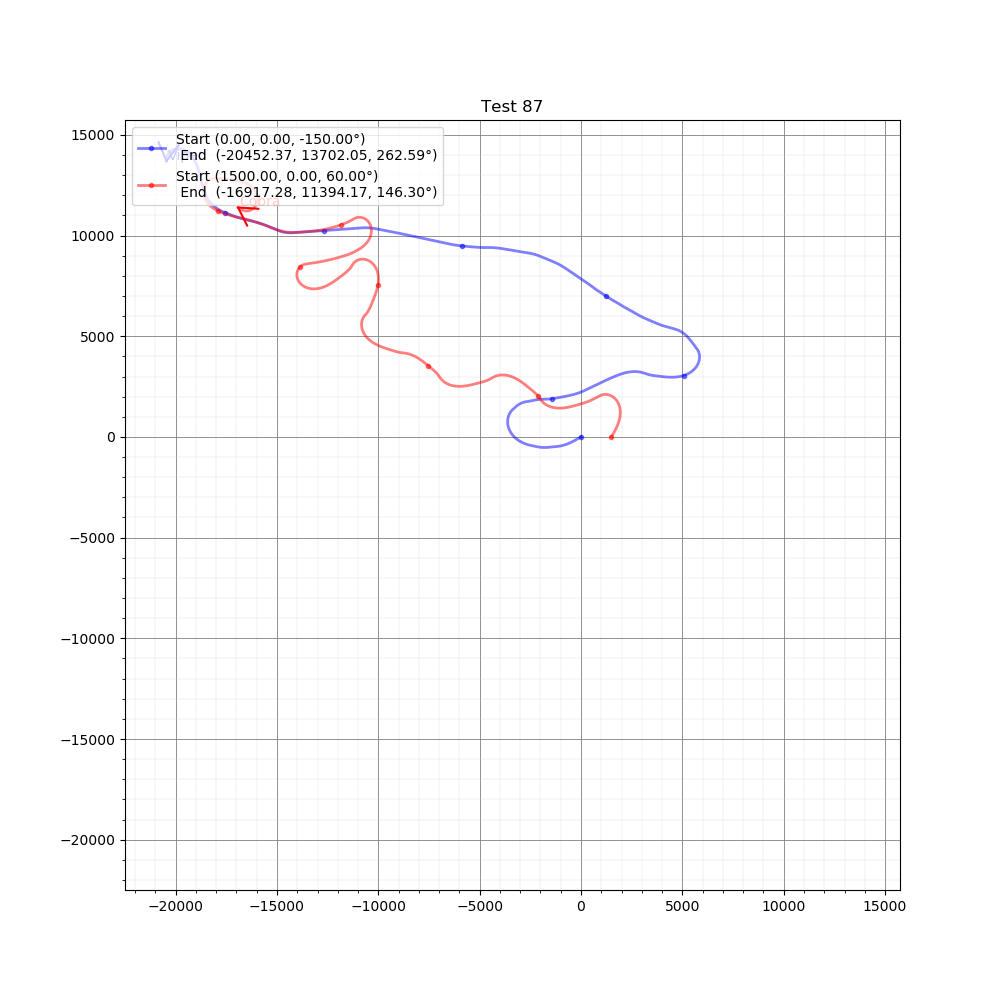 Test 87
Start (0.00, 0.00, -150.00°)
End (-20452.37, 13702.05, 262.59°)
Start (1500.00, 0.00, 60.00°)
End (-16917.28, 11394.17, 146.30°)
Cobra
15000
10000
5000
0
−5000
−10000
−15000
−20000
−20000 −15000 −10000 −5000 0 5000 10000 15000